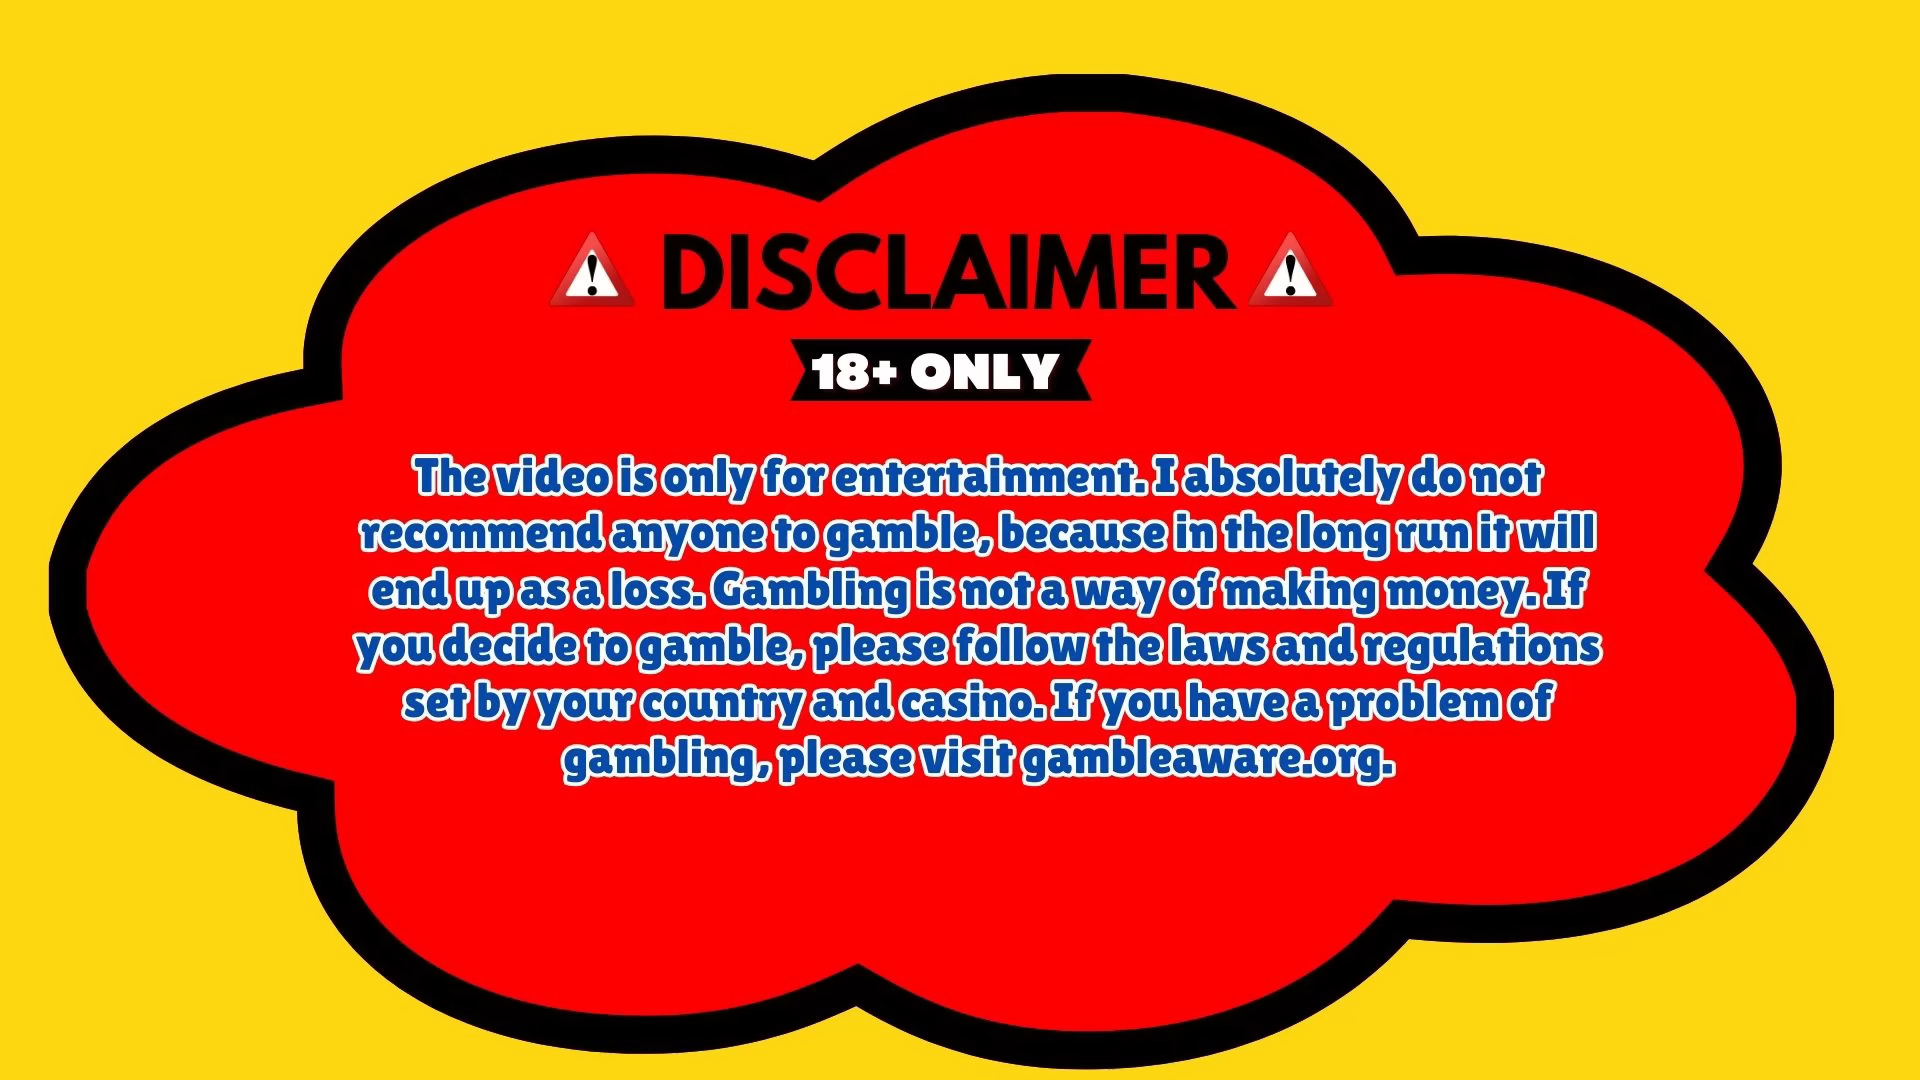 DISCLAIMER
18+ ONLY
The video is only for entertainment. I absolutely do not
recommend anyone to gamble, because in the long run it will
end up as a loss. Gambling is not a way of making money. If
you decide to gamble, please follow the laws and regulations
set by your country and casino. If you have a problem of
gambling, please visit gambleaware.org.